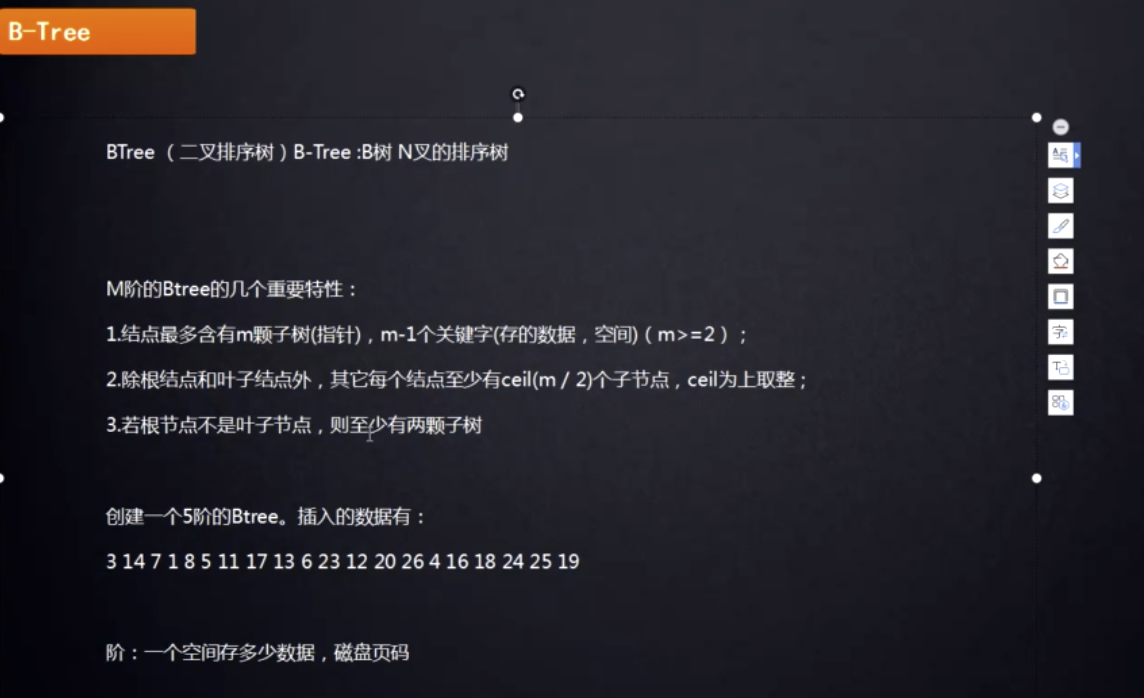 B-Tree
BTree （二叉排序树）B-Tree :B树 N叉的排序树
M阶的Btree的几个重要特性：
1.结点最多含有m颗子树(指针)，m-1个关键字(存的数据，空间)（m>=2）；
2.除根结点和叶子结点外，其它每个结点至少有ceil(m / 2)个子节点，ceil为上取整；
3.若根节点不是叶子节点，则至少有两颗子树
创建一个5阶的Btree。插入的数据有：
3 14 7 1 8 5 11 17 13 6 23 12 20 26 4 16 18 24 25 19
阶：一个空间存多少数据，磁盘页码